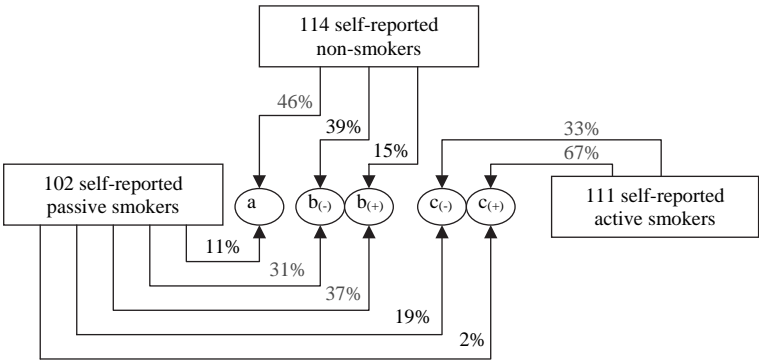 114 self-reported
non-smokers
46%
39%
15%
33%
67%
102 self-reported
passive smokers
a
b(-)
b(+)
c(-)
c(+)
111 self-reported
active smokers
11%
31%
37%
19%
2%